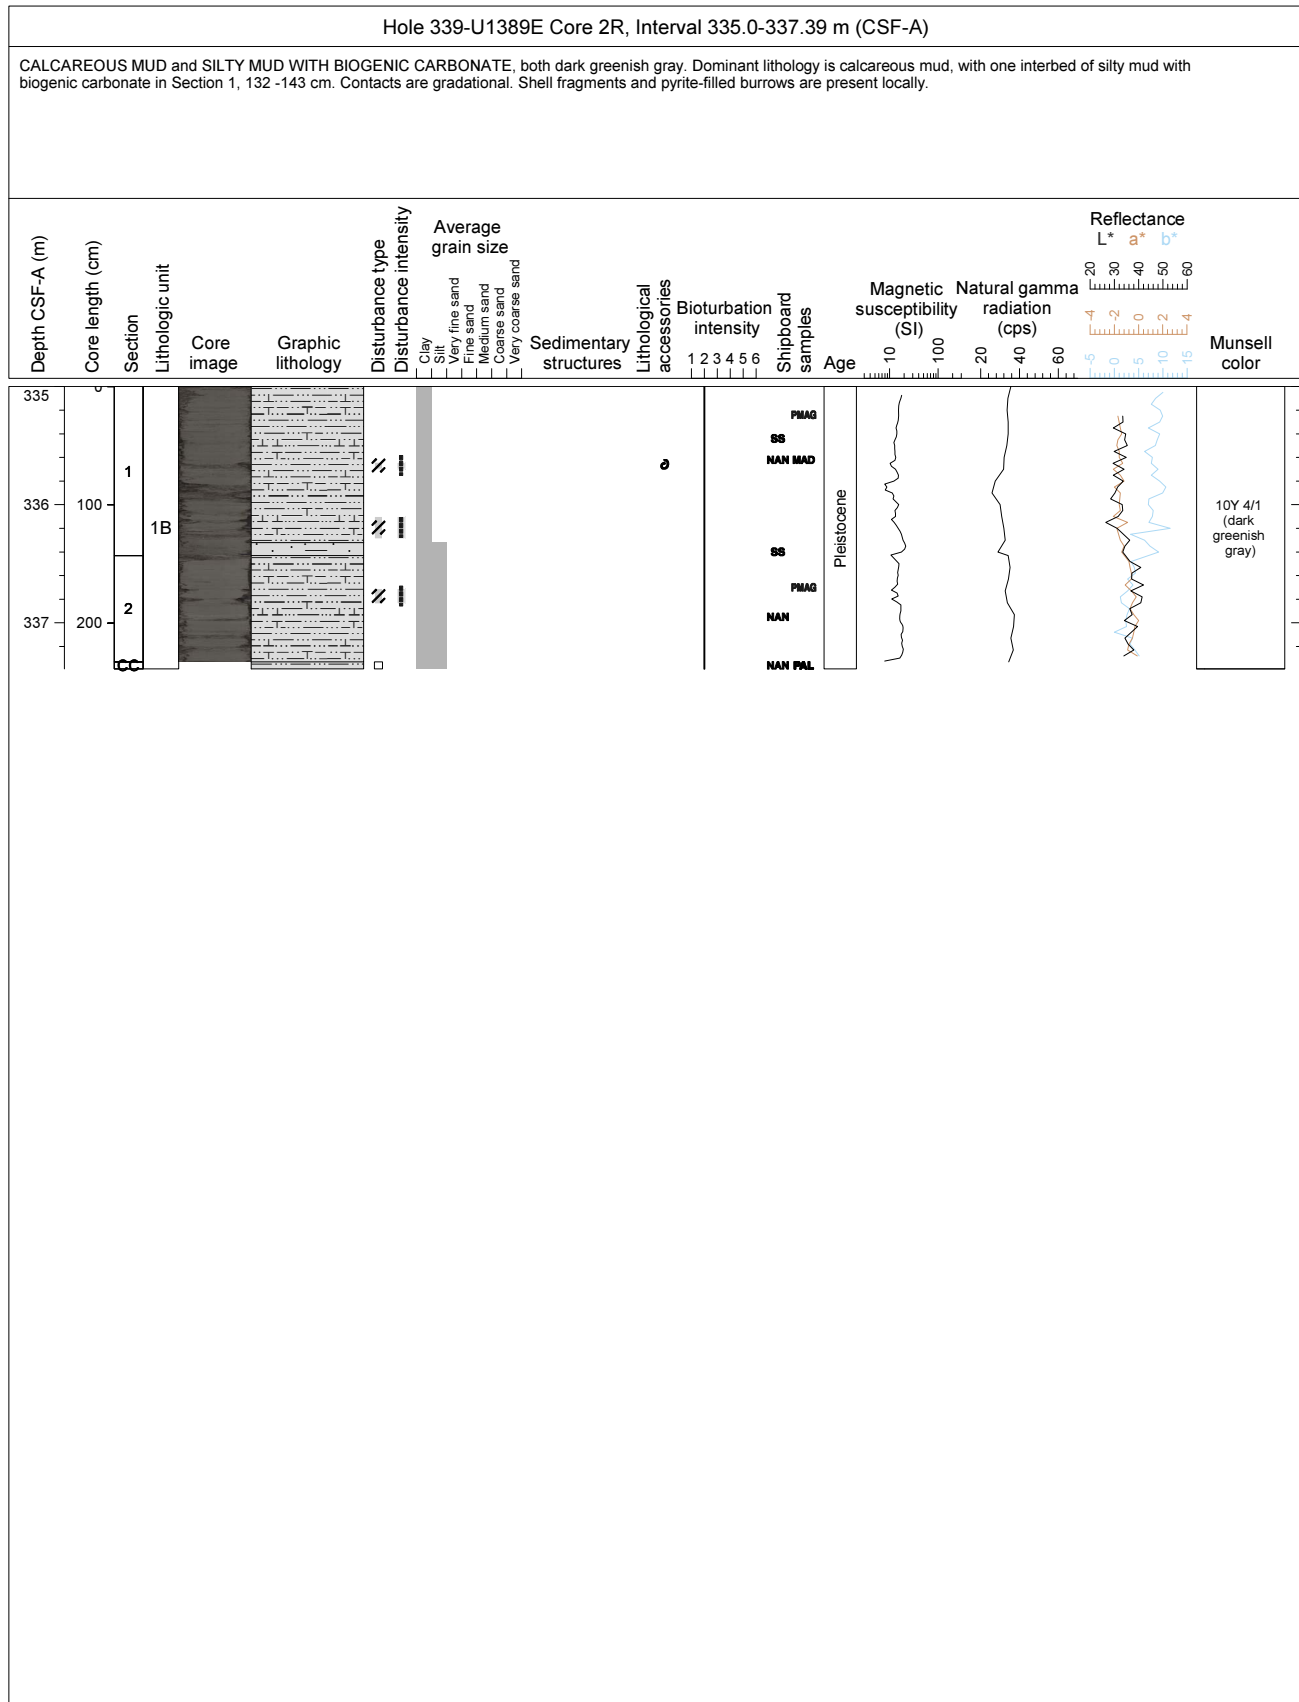 Hole 339-U1389E Core 2R, Interval 335.0-337.39 m (CSF-A)
CALCAREOUS MUD and SILTY MUD WITH BIOGENIC CARBONATE, both dark greenish gray. Dominant lithology is calcareous mud, with one interbed of silty mud with
biogenic carbonate in Section 1, 132 -143 cm. Contacts are gradational. Shell fragments and pyrite-filled burrows are present locally.
Depth CSF-A (m)
Core length (cm)
Section
Lithologic unit
Core
image
Graphic
lithology
Disturbance type
Disturbance intensity
Average
grain size
Clay
Silt
Very fine sand
Fine sand
Medium sand
Coarse sand
Very coarse sand
Sedimentary
structures
Lithological
accessories
Bioturbation
intensity
1 2 3 4 5 6
Shipboard
samples
Age
Magnetic
susceptibility
(SI)
10 100
Natural gamma
radiation
(cps)
20 40 60
Reflectance
L* a* b*
20 30 40 50 60
-4 -2 0 2 4
-5 0 5 10 15
Munsell
color
335
0
PMAG
SS
NAN MAD
1
336
100
1B
Pleistocene
10Y 4/1
(dark
greenish
gray)
SS
PMAG
2
337
200
NAN
CC
NAN PAL